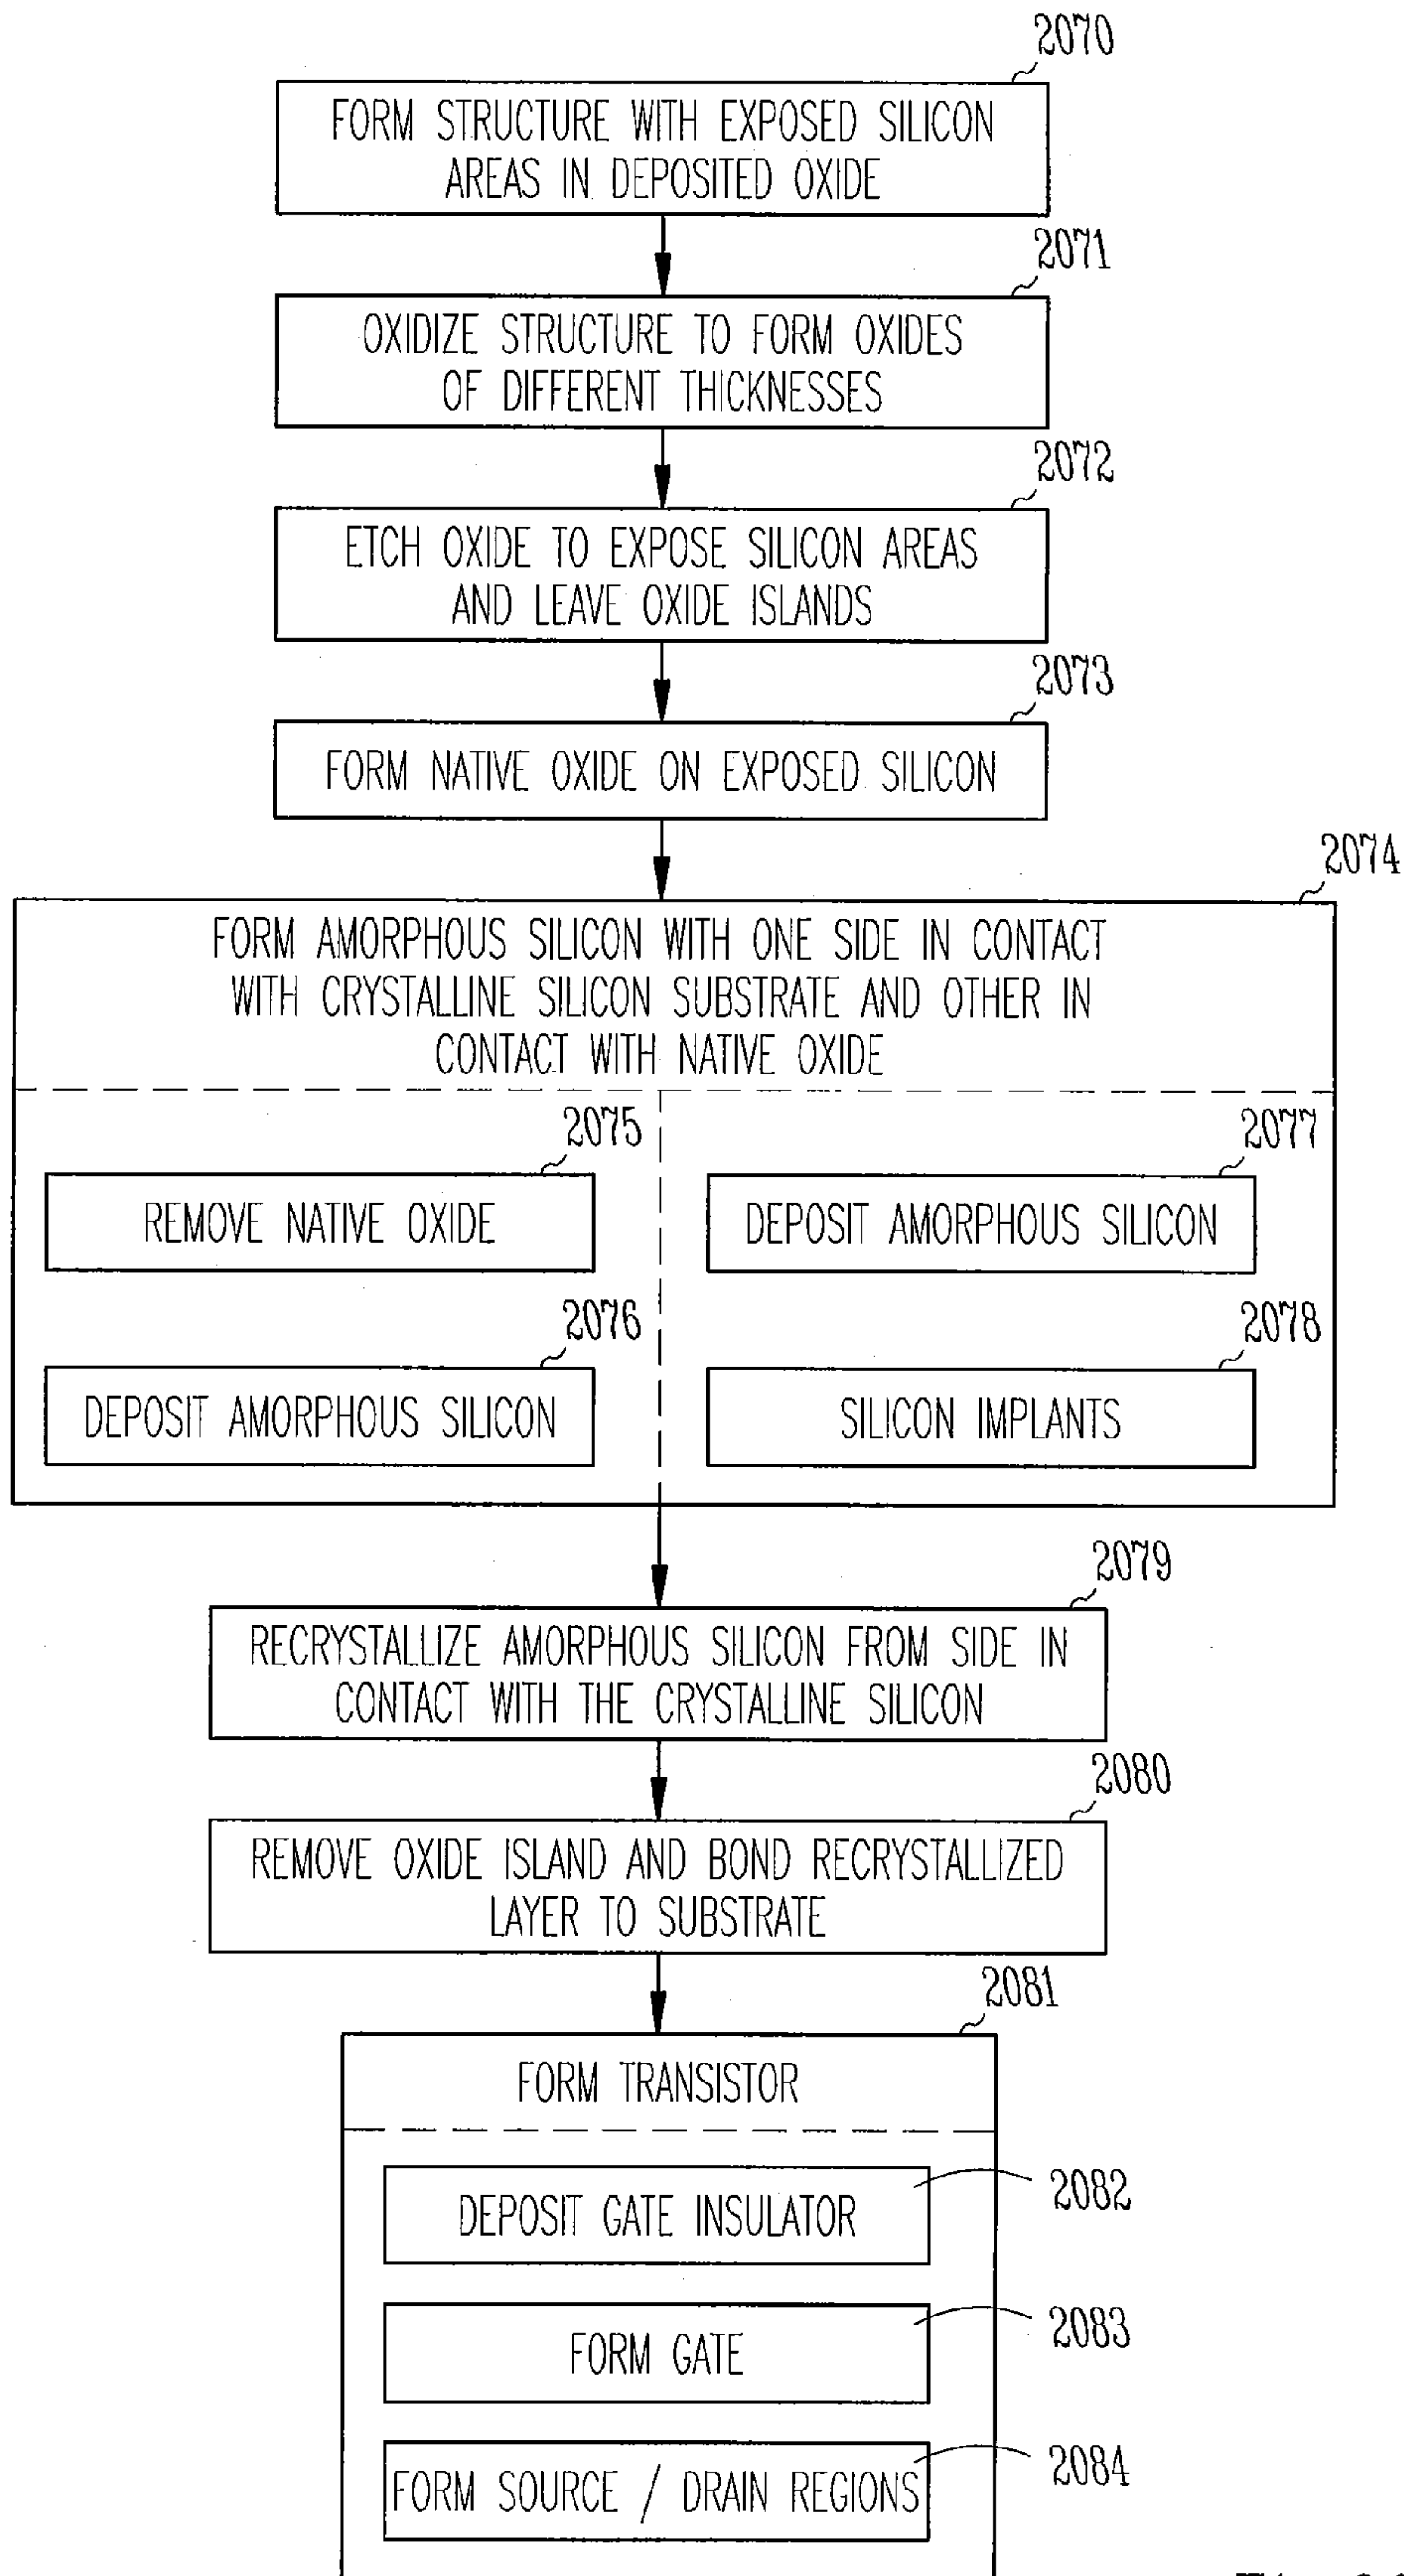 2070
FORM STRUCTURE WITH EXPOSED SILICON
AREAS IN DEPOSITED OXIDE
2071
OXIDIZE STRUCTURE TO FORM OXIDES
OF DIFFERENT THICKNESSES
2072
ETCH OXIDE TO EXPOSE SILICON AREAS
AND LEAVE OXIDE ISLANDS
2073
FORM NATIVE OXIDE ON EXPOSED SILICON
2074
FORM AMORPHOUS SILICON WITH ONE SIDE IN CONTACT
WITH CRYSTALLINE SILICON SUBSTRATE AND OTHER IN
CONTACT WITH NATIVE OXIDE
2075
REMOVE NATIVE OXIDE
2076
DEPOSIT AMORPHOUS SILICON
2077
DEPOSIT AMORPHOUS SILICON
2078
SILICON IMPLANTS
2079
RECRYSTALLIZE AMORPHOUS SILICON FROM SIDE IN
CONTACT WITH THE CRYSTALLINE SILICON
2080
REMOVE OXIDE ISLAND AND BOND RECRYSTALLIZED
LAYER TO SUBSTRATE
2081
FORM TRANSISTOR
DEPOSIT GATE INSULATOR
2082
FORM GATE
2083
FORM SOURCE / DRAIN REGIONS
2084